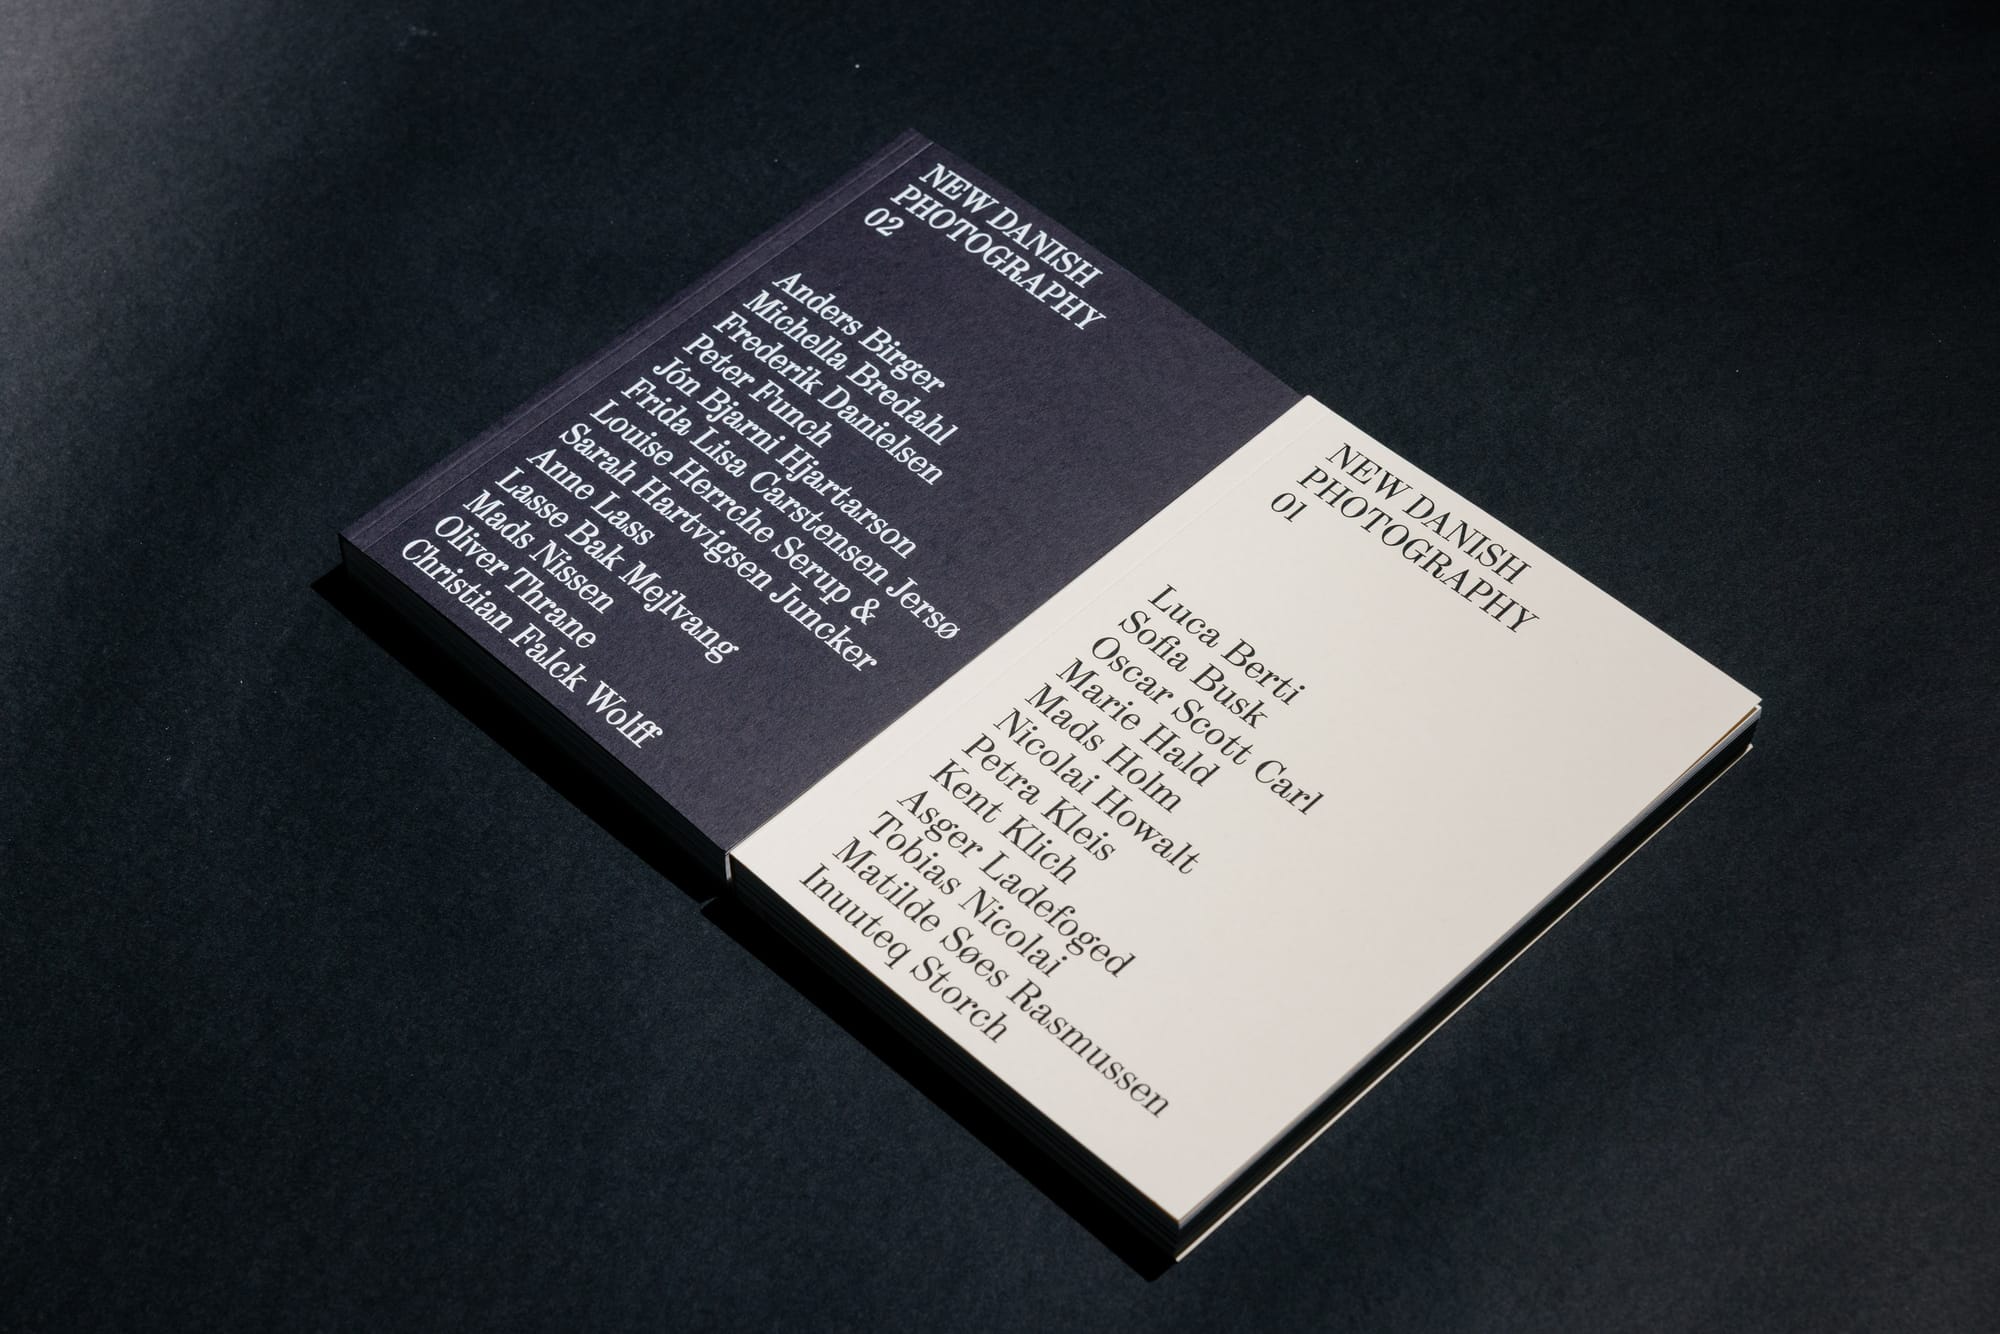 NEW DANISH
PHOTOGRAPHY
02
Anders Birger
Michella Bredahl
Frederik Danielsen
Peter Funch
Jón Bjarni Hjartarson
Frida Lisa Carstensen Jersø
Louise Herrche Serup &
Sarah Hartvigsen Juncker
Anne Lass
Lasse Bak Mejlvang
Mads Nissen
Oliver Thrane
Christian Falck Wolff
NEW DANISH
PHOTOGRAPHY
01
Luca Berti
Sofia Busk
Oscar Scott Carl
Marie Hald
Mads Holm
Nicolai Howalt
Petra Kleis
Kent Klich
Asger Ladefoged
Tobias Nicolai
Matilde Søes Rasmussen
Inuuteq Storch